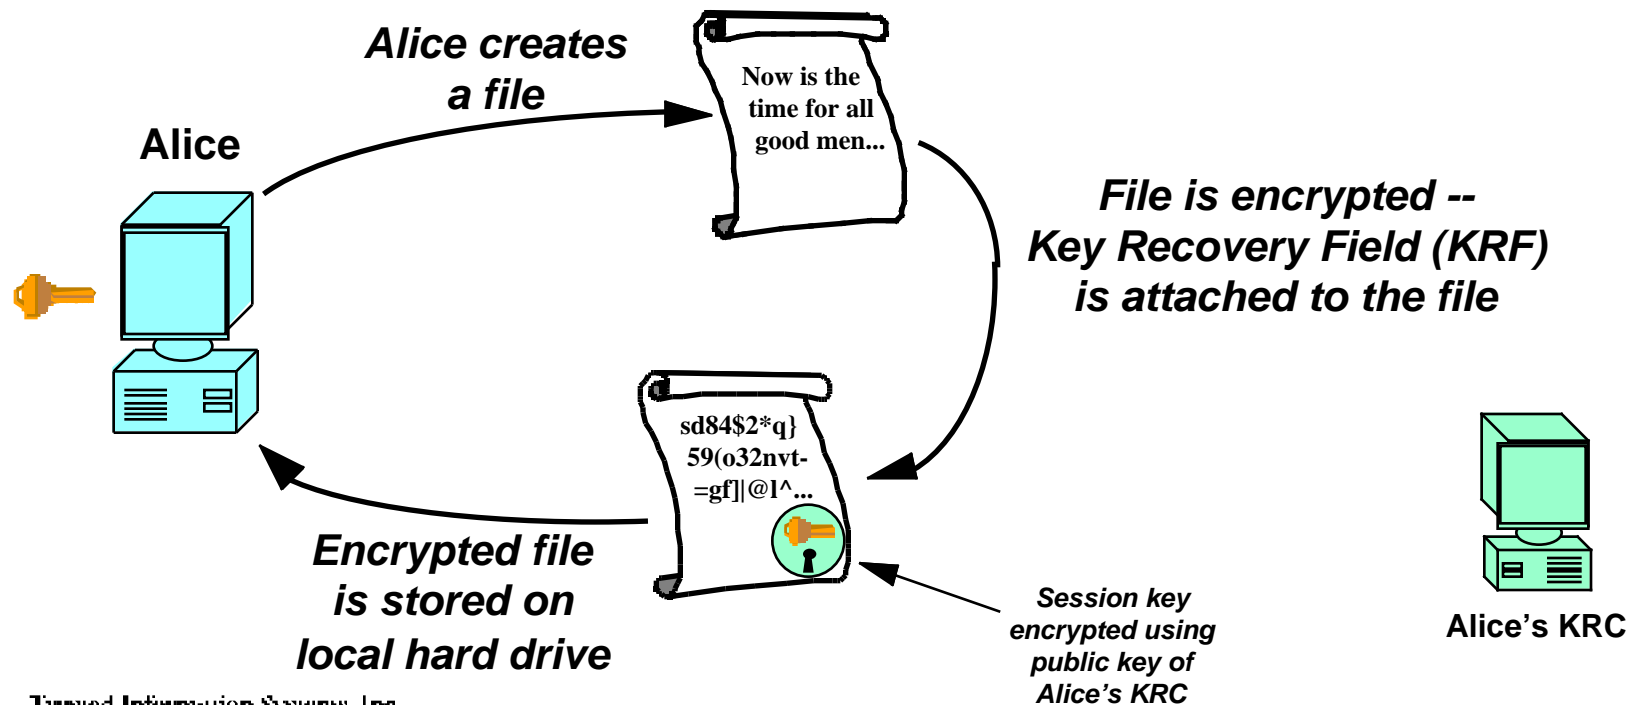 Alice creates
a file
Alice
Now is the
time for all
good men...
File is encrypted --
Key Recovery Field (KRF)
is attached to the file
sd84$2*q}
59(o32nvt-
=gf]|@l^...
Encrypted file
is stored on
local hard drive
Session key
encrypted using
public key of
Alice's KRC
Alice's KRC